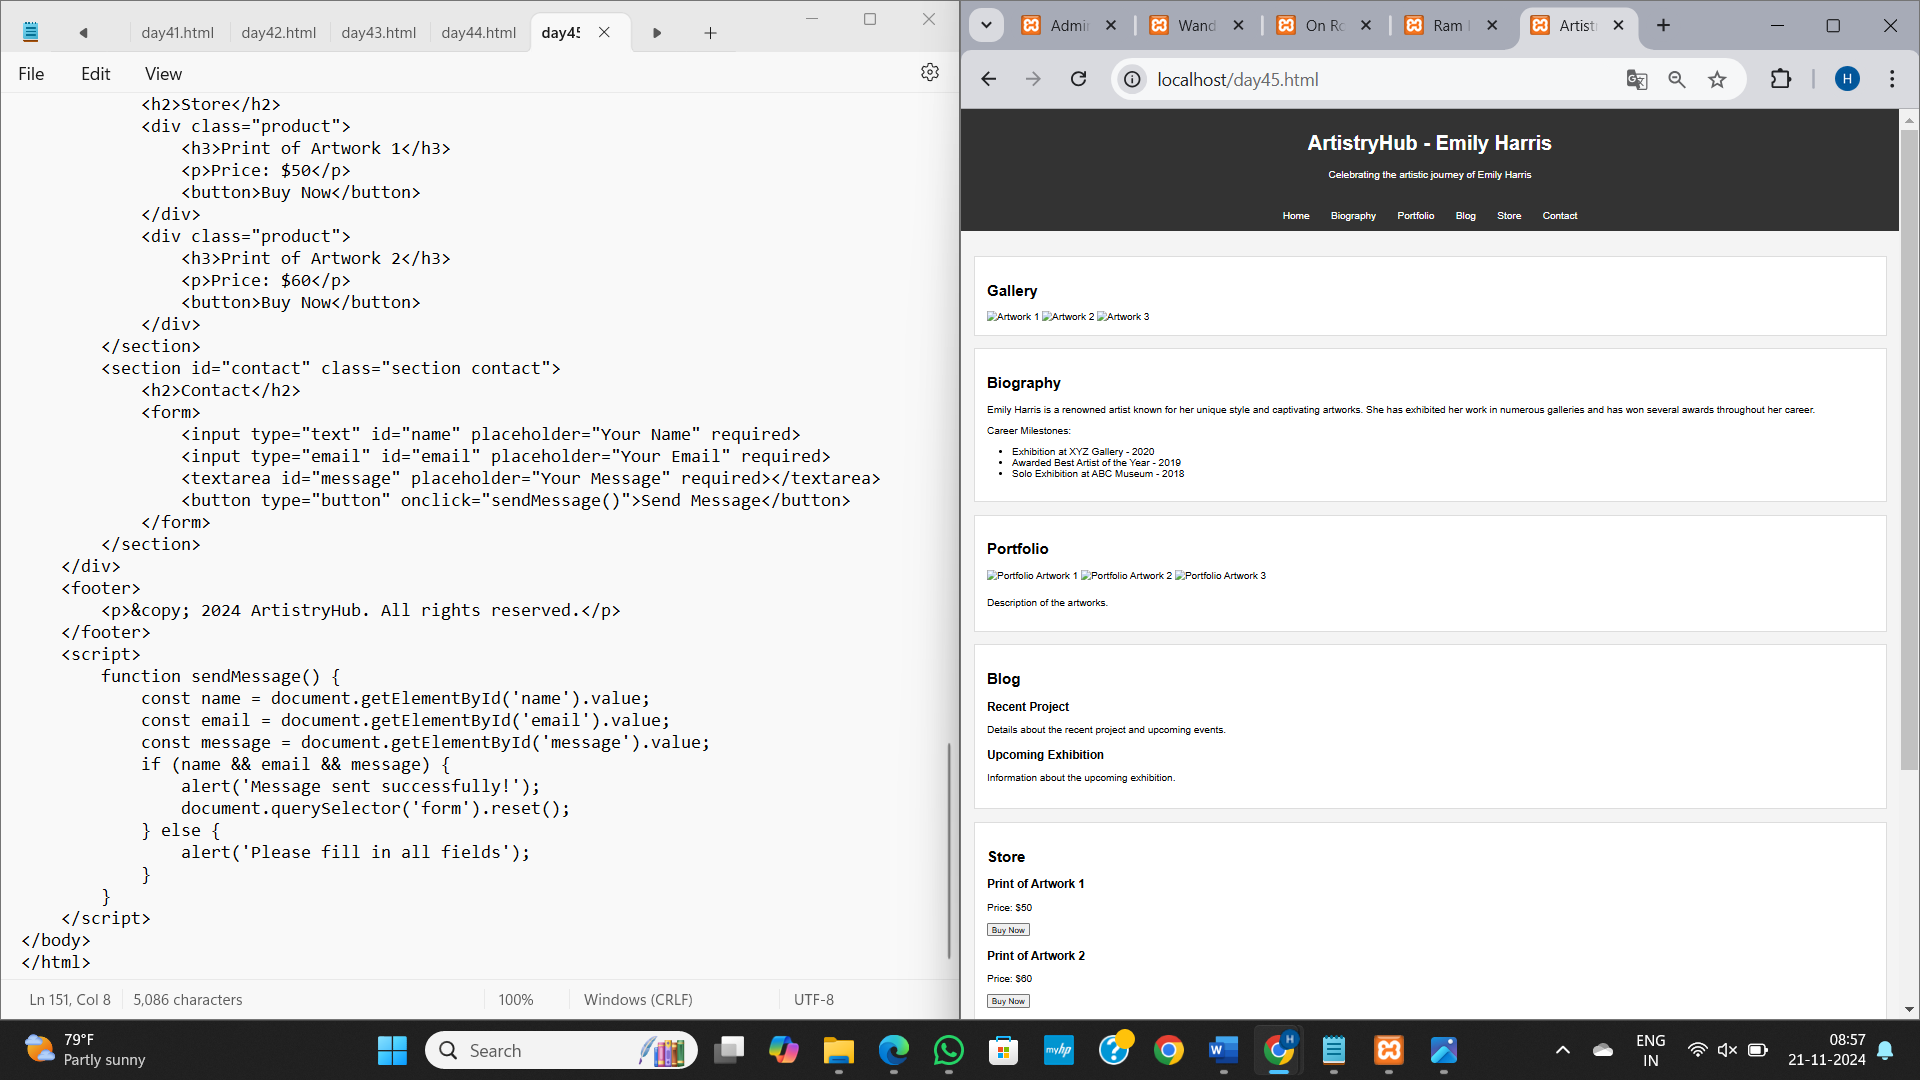 day41.html
day42.html
day43.html
day44.html
day45
File
Edit
View
<h2>Store</h2>
<div class="product">
<h3>Print of Artwork 1</h3>
<p>Price: $50</p>
<button>Buy Now</button>
</div>
<div class="product">
<h3>Print of Artwork 2</h3>
<p>Price: $60</p>
<button>Buy Now</button>
</div>
</section>
<section id="contact" class="section contact">
<h2>Contact</h2>
<form>
<input type="text" id="name" placeholder="Your Name" required>
<input type="email" id="email" placeholder="Your Email" required>
<textarea id="message" placeholder="Your Message" required></textarea>
<button type="button" onclick="sendMessage()">Send Message</button>
</form>
</section>
</div>
<footer>
<p>&copy; 2024 ArtistryHub. All rights reserved.</p>
</footer>
<script>
function sendMessage() {
const name = document.getElementById('name').value;
const email = document.getElementById('email').value;
const message = document.getElementById('message').value;
if (name && email && message) {
alert('Message sent successfully!');
document.querySelector('form').reset();
} else {
alert('Please fill in all fields');
}
}
</script>
</body>
</html>
Ln 151, Col 8
5,086 characters
100%
Windows (CRLF)
UTF-8
Admin
Wand
On Ro
Ram
Artist
localhost/day45.html
H
ArtistryHub - Emily Harris
Celebrating the artistic journey of Emily Harris
Home Biography Portfolio Blog Store Contact
Gallery
Artwork 1 Artwork 2 Artwork 3
Biography
Emily Harris is a renowned artist known for her unique style and captivating artworks. She has exhibited her work in numerous galleries and has won several awards throughout her career.
Career Milestones:
Exhibition at XYZ Gallery - 2020
Awarded Best Artist of the Year - 2019
Solo Exhibition at ABC Museum - 2018
Portfolio
Portfolio Artwork 1 Portfolio Artwork 2 Portfolio Artwork 3
Description of the artworks.
Blog
Recent Project
Details about the recent project and upcoming events.
Upcoming Exhibition
Information about the upcoming exhibition.
Store
Print of Artwork 1
Price: $50
Buy Now
Print of Artwork 2
Price: $60
Buy Now
79°F
Partly sunny
Search
myhp
H
ENG
IN
08:57
21-11-2024